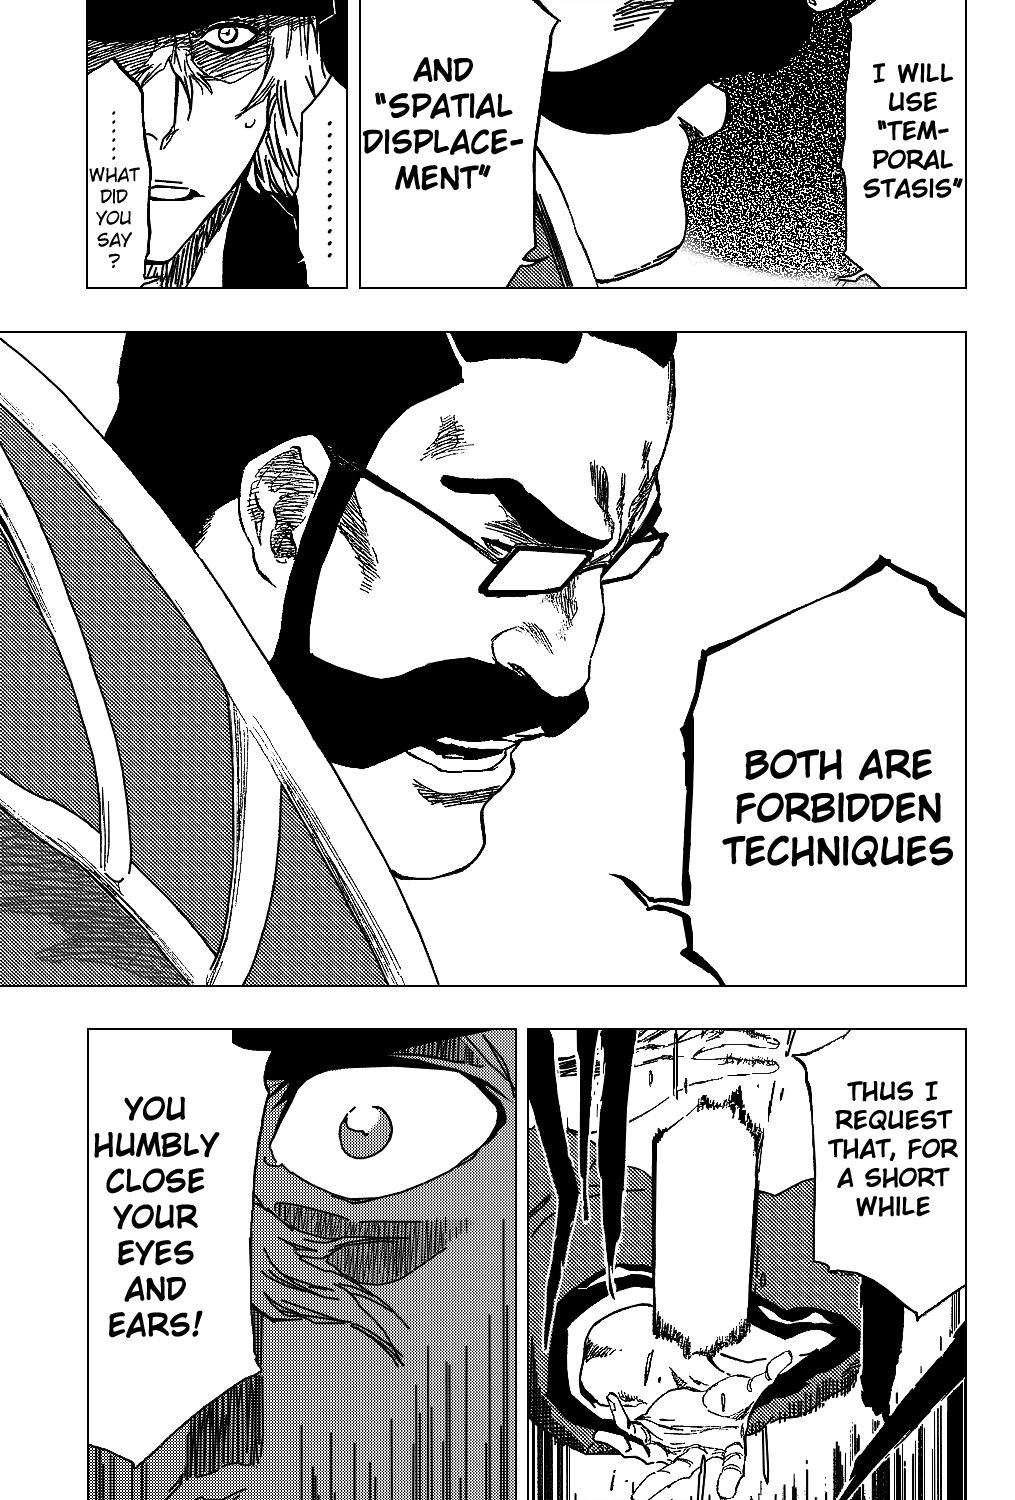 I WILL
USE
"TEM-
PORAL
STASIS"
AND
"SPATIAL
DISPLACE-
MENT"
.........
.......
WHAT
DID
YOU
SAY
?
BOTH ARE
FORBIDDEN
TECHNIQUES
THUS I
REQUEST
THAT, FOR
A SHORT
WHILE
YOU
HUMBLY
CLOSE
YOUR
EYES
AND
EARS!